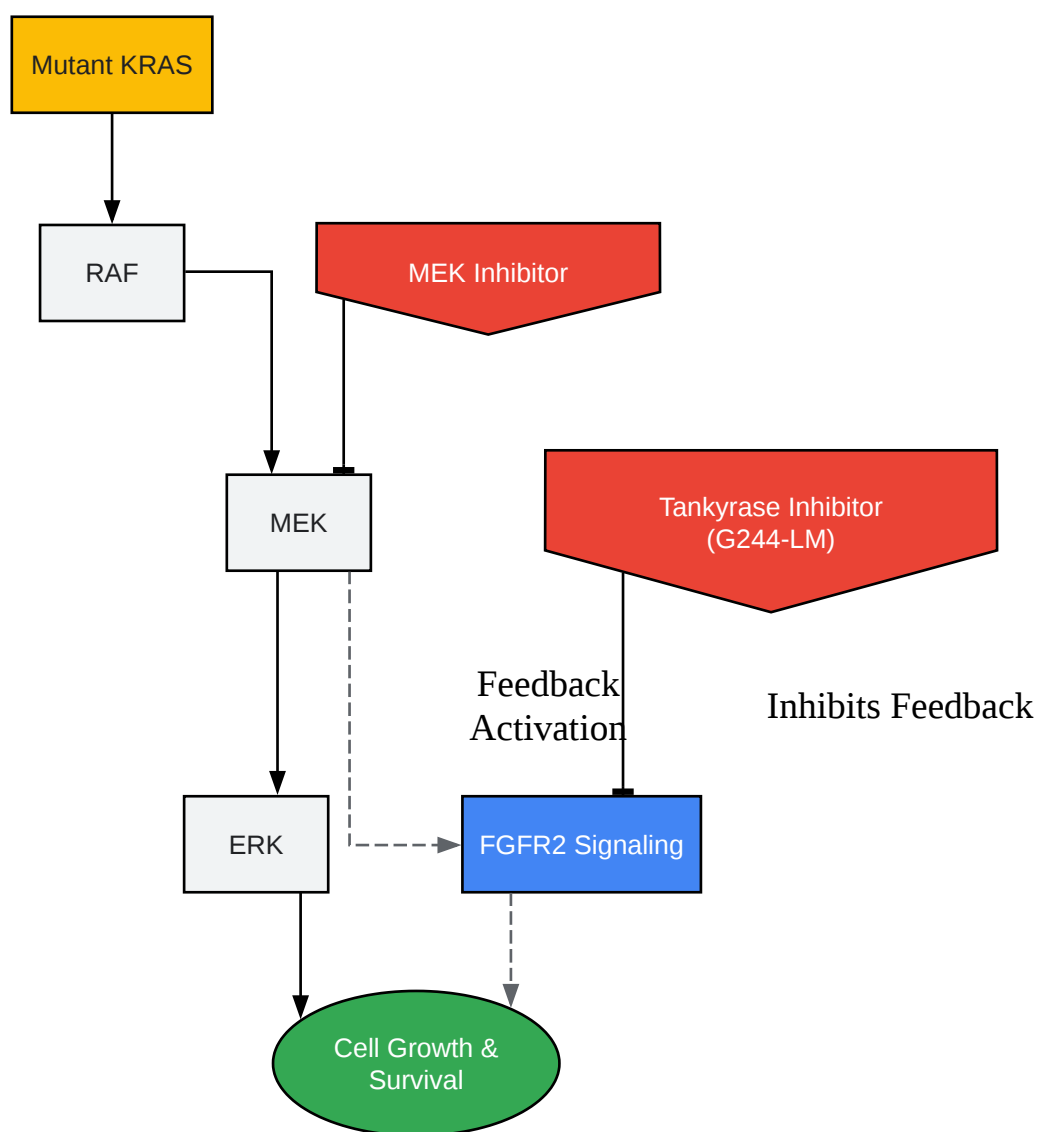 Mutant KRAS
RAF
MEK Inhibitor
MEK
Tankyrase Inhibitor
(G244-LM)
Feedback
Activation
Inhibits Feedback
ERK
FGFR2 Signaling
Cell Growth &
Survival